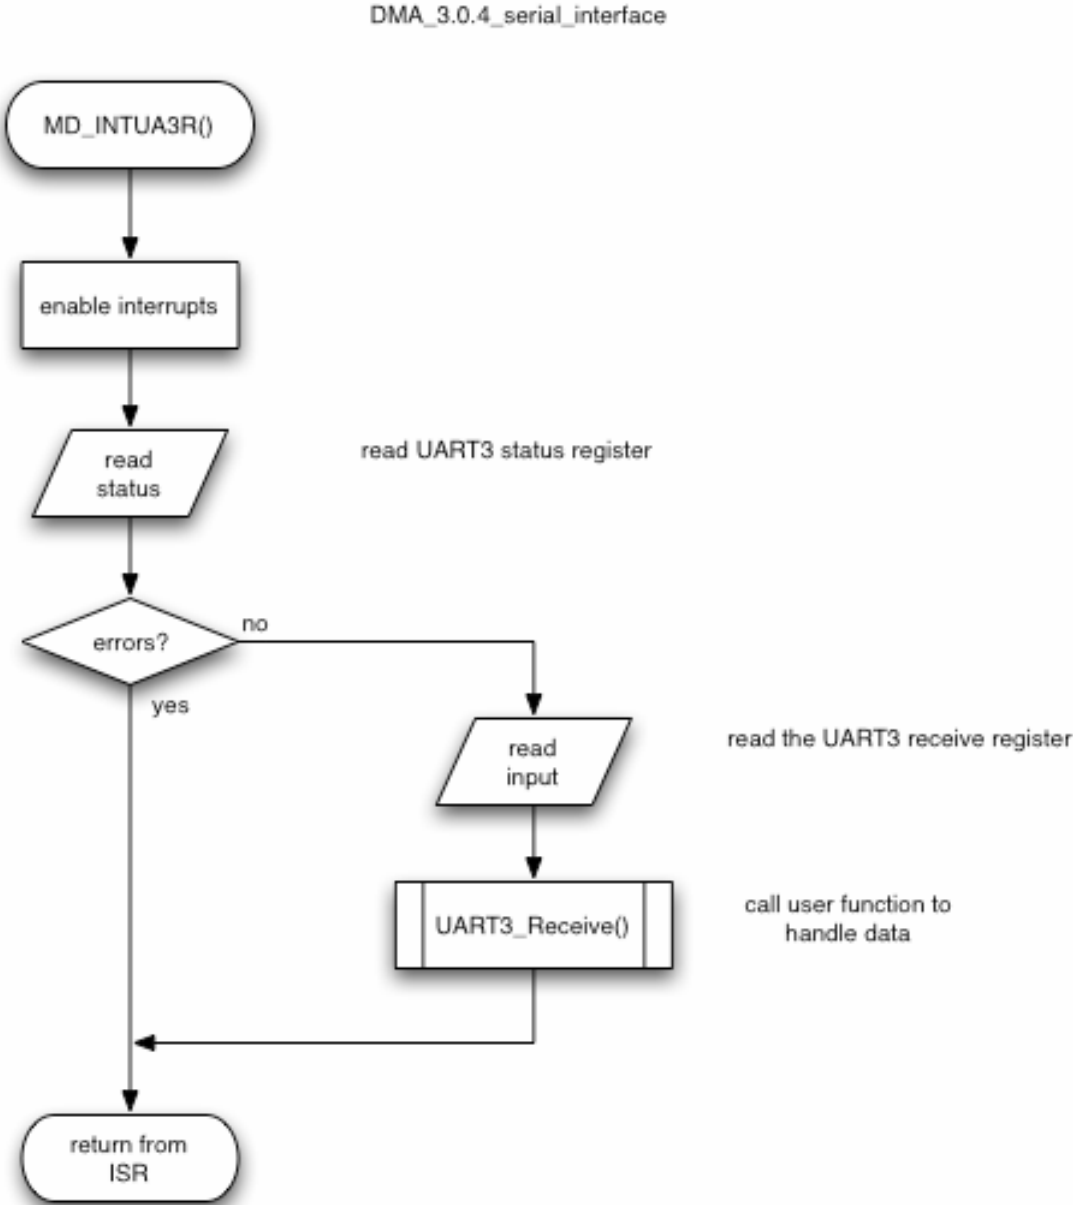 DMA_3.0.4_serial_interface
MD_INTUA3R()
enable interrupts
read
status
read UART3 status register
errors?
no
yes
read
input
read the UART3 receive register
UART3_Receive()
call user function to
handle data
return from
ISR